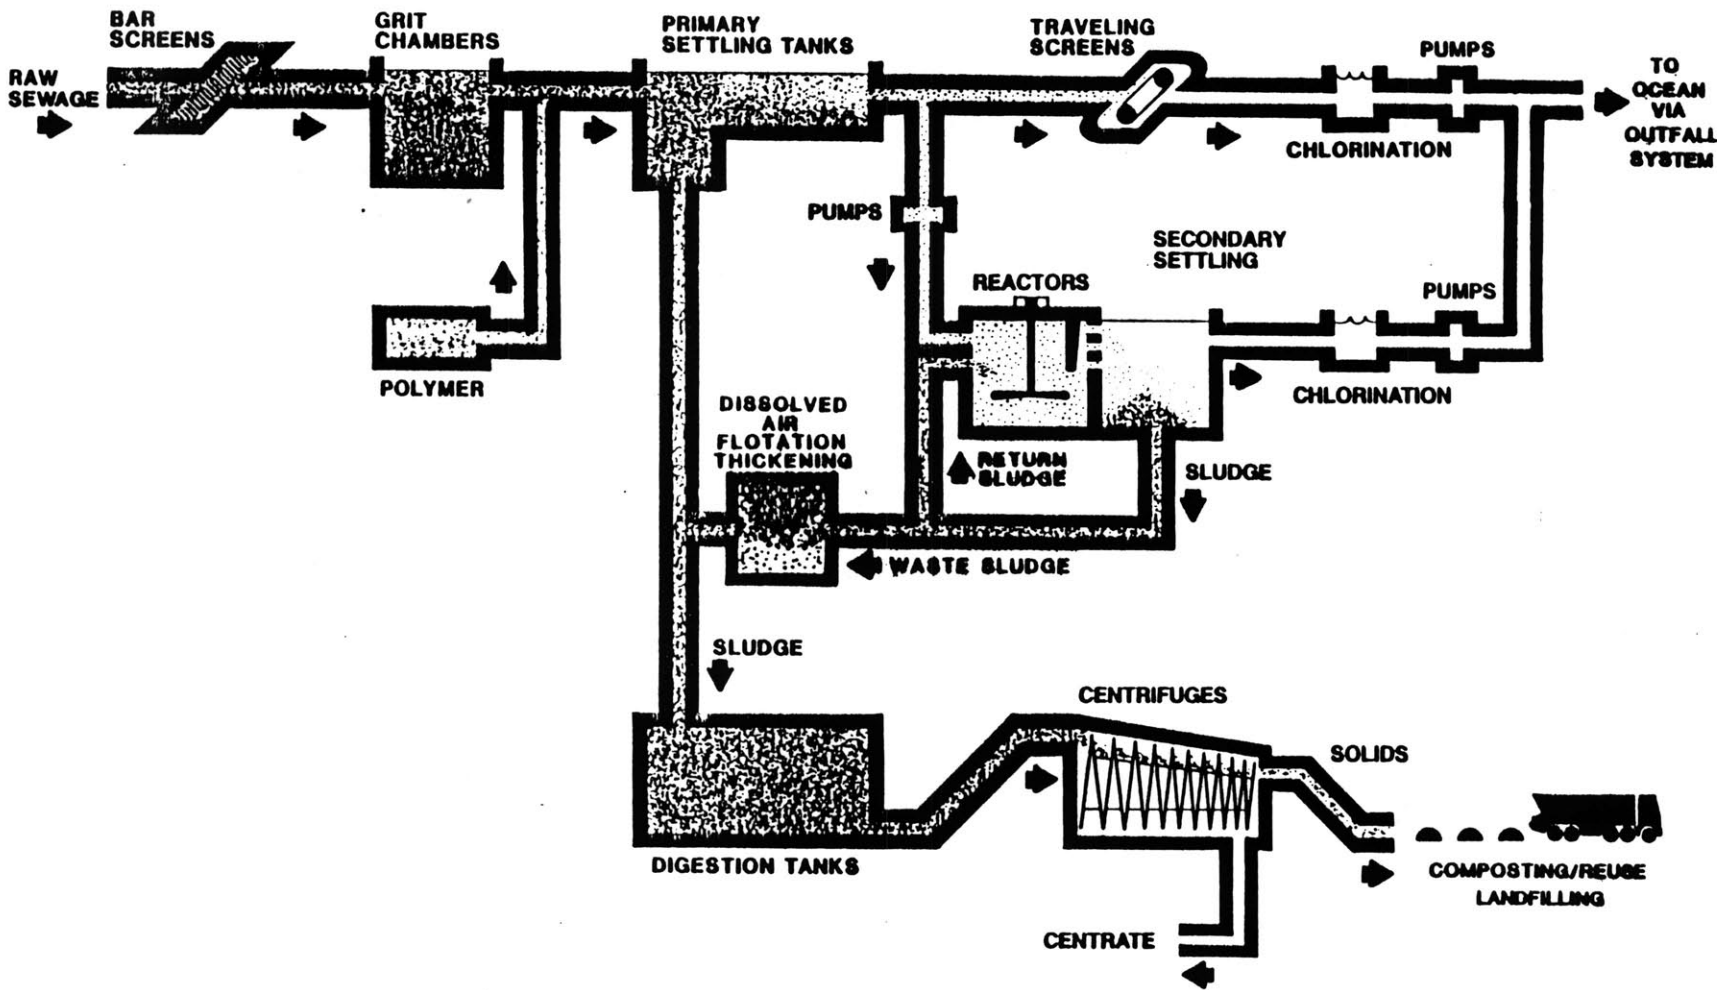 BAR
SCREENS
GRIT
CHAMBERS
PRIMARY
SETTLING TANKS
TRAVELING
SCREENS
PUMPS
RAW
SEWAGE
TO
OCEAN
VIA
OUTFALL
SYSTEM
CHLORINATION
PUMPS
SECONDARY
SETTLING
REACTORS
PUMPS
POLYMER
CHLORINATION
DISSOLVED
AIR
FLOTATION
THICKENING
RETURN
SLUDGE
SLUDGE
WASTE SLUDGE
SLUDGE
CENTRIFUGES
SOLIDS
DIGESTION TANKS
COMPOSTING/REUSE
LANDFILLING
CENTRATE